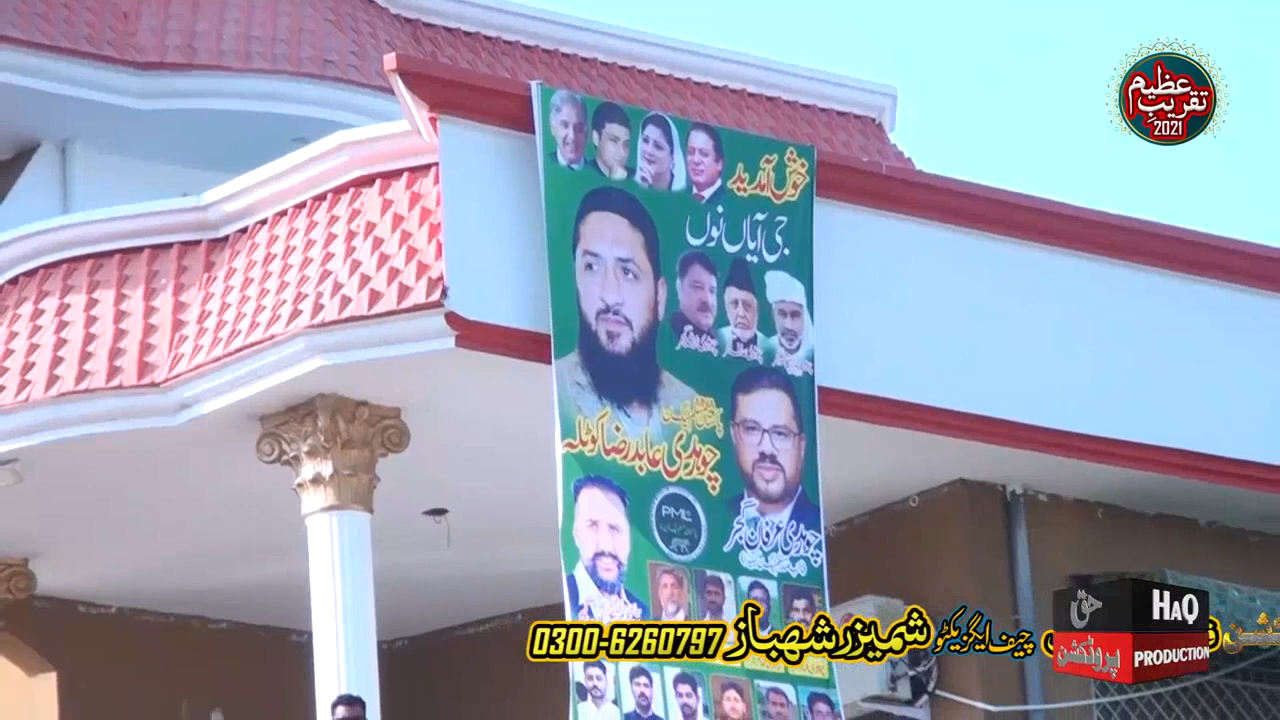 تقریبِ عظیم
2021
خوش آمدید
جی آیاں نوں
چوہدری عابد رضا کوٹلہ
PML
چوہدری عرفان گجر
چیف ایگزیکٹو شمیزر شہباز 0300-6260797
حق
HAQ
پروڈکشن
PRODUCTION